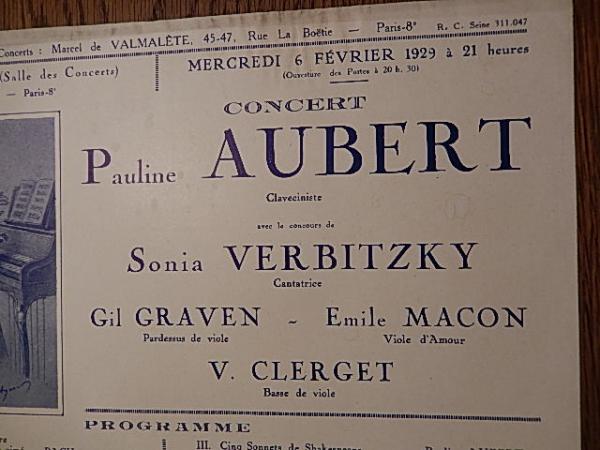 Concerts : Marcel de VALMALÈTE, 45-47, Rue La Boëtie — Paris-8e R. C. Seine 311.047
(Salle des Concerts)
— Paris-8e
MERCREDI 6 FÉVRIER 1929 à 21 heures
(Ouverture des Portes à 20 h. 30)
CONCERT
Pauline AUBERT
Claveciniste
avec le concours de
Sonia VERBITZKY
Cantatrice
Gil GRAVEN - Emile MACON
Pardessus de viole Viole d'Amour
V. CLERGET
Basse de viole
PROGRAMME
III. Cinq Sonnets de Shakespeare